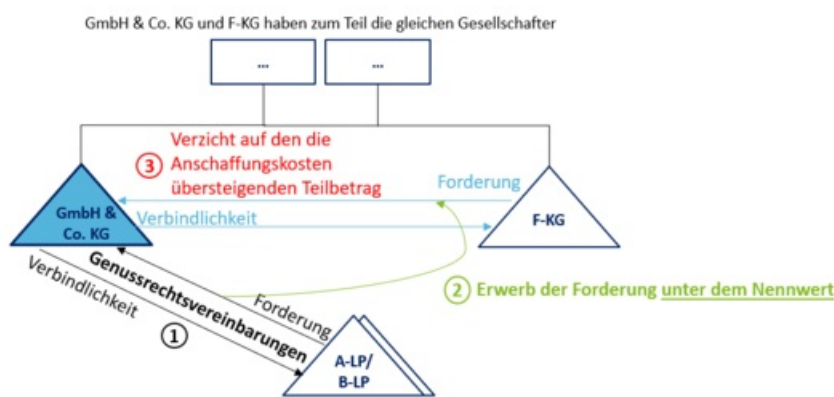 GmbH & Co. KG und F-KG haben zum Teil die gleichen Gesellschafter
...
...
③ Verzicht auf den die
Anschaffungskosten
übersteigenden Teilbetrag
Forderung
Verbindlichkeit
GmbH &
Co. KG
F-KG
② Erwerb der Forderung unter dem Nennwert
Genussrechtsvereinbarungen
Verbindlichkeit
Forderung
①
A-LP/
B-LP